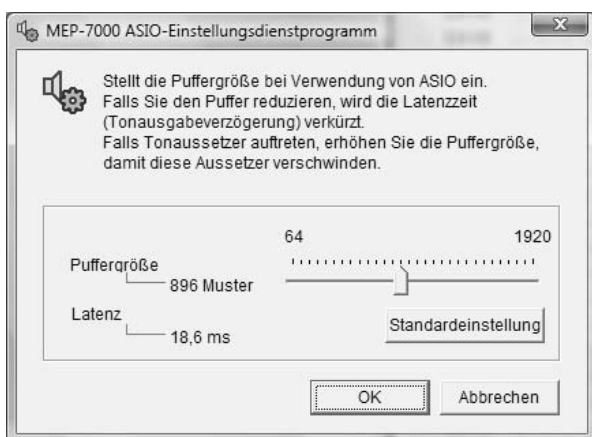 MEP-7000 ASIO-Einstellungsdienstprogramm
Stellt die Puffergröße bei Verwendung von ASIO ein.
Falls Sie den Puffer reduzieren, wird die Latenzzeit
(Tonausgabeverzögerung) verkürzt.
Falls Tonaussetzer auftreten, erhöhen Sie die Puffergröße,
damit diese Aussetzer verschwinden.
64 1920
Puffergröße
896 Muster
Latenz
18,6 ms
Standardeinstellung
OK Abbrechen